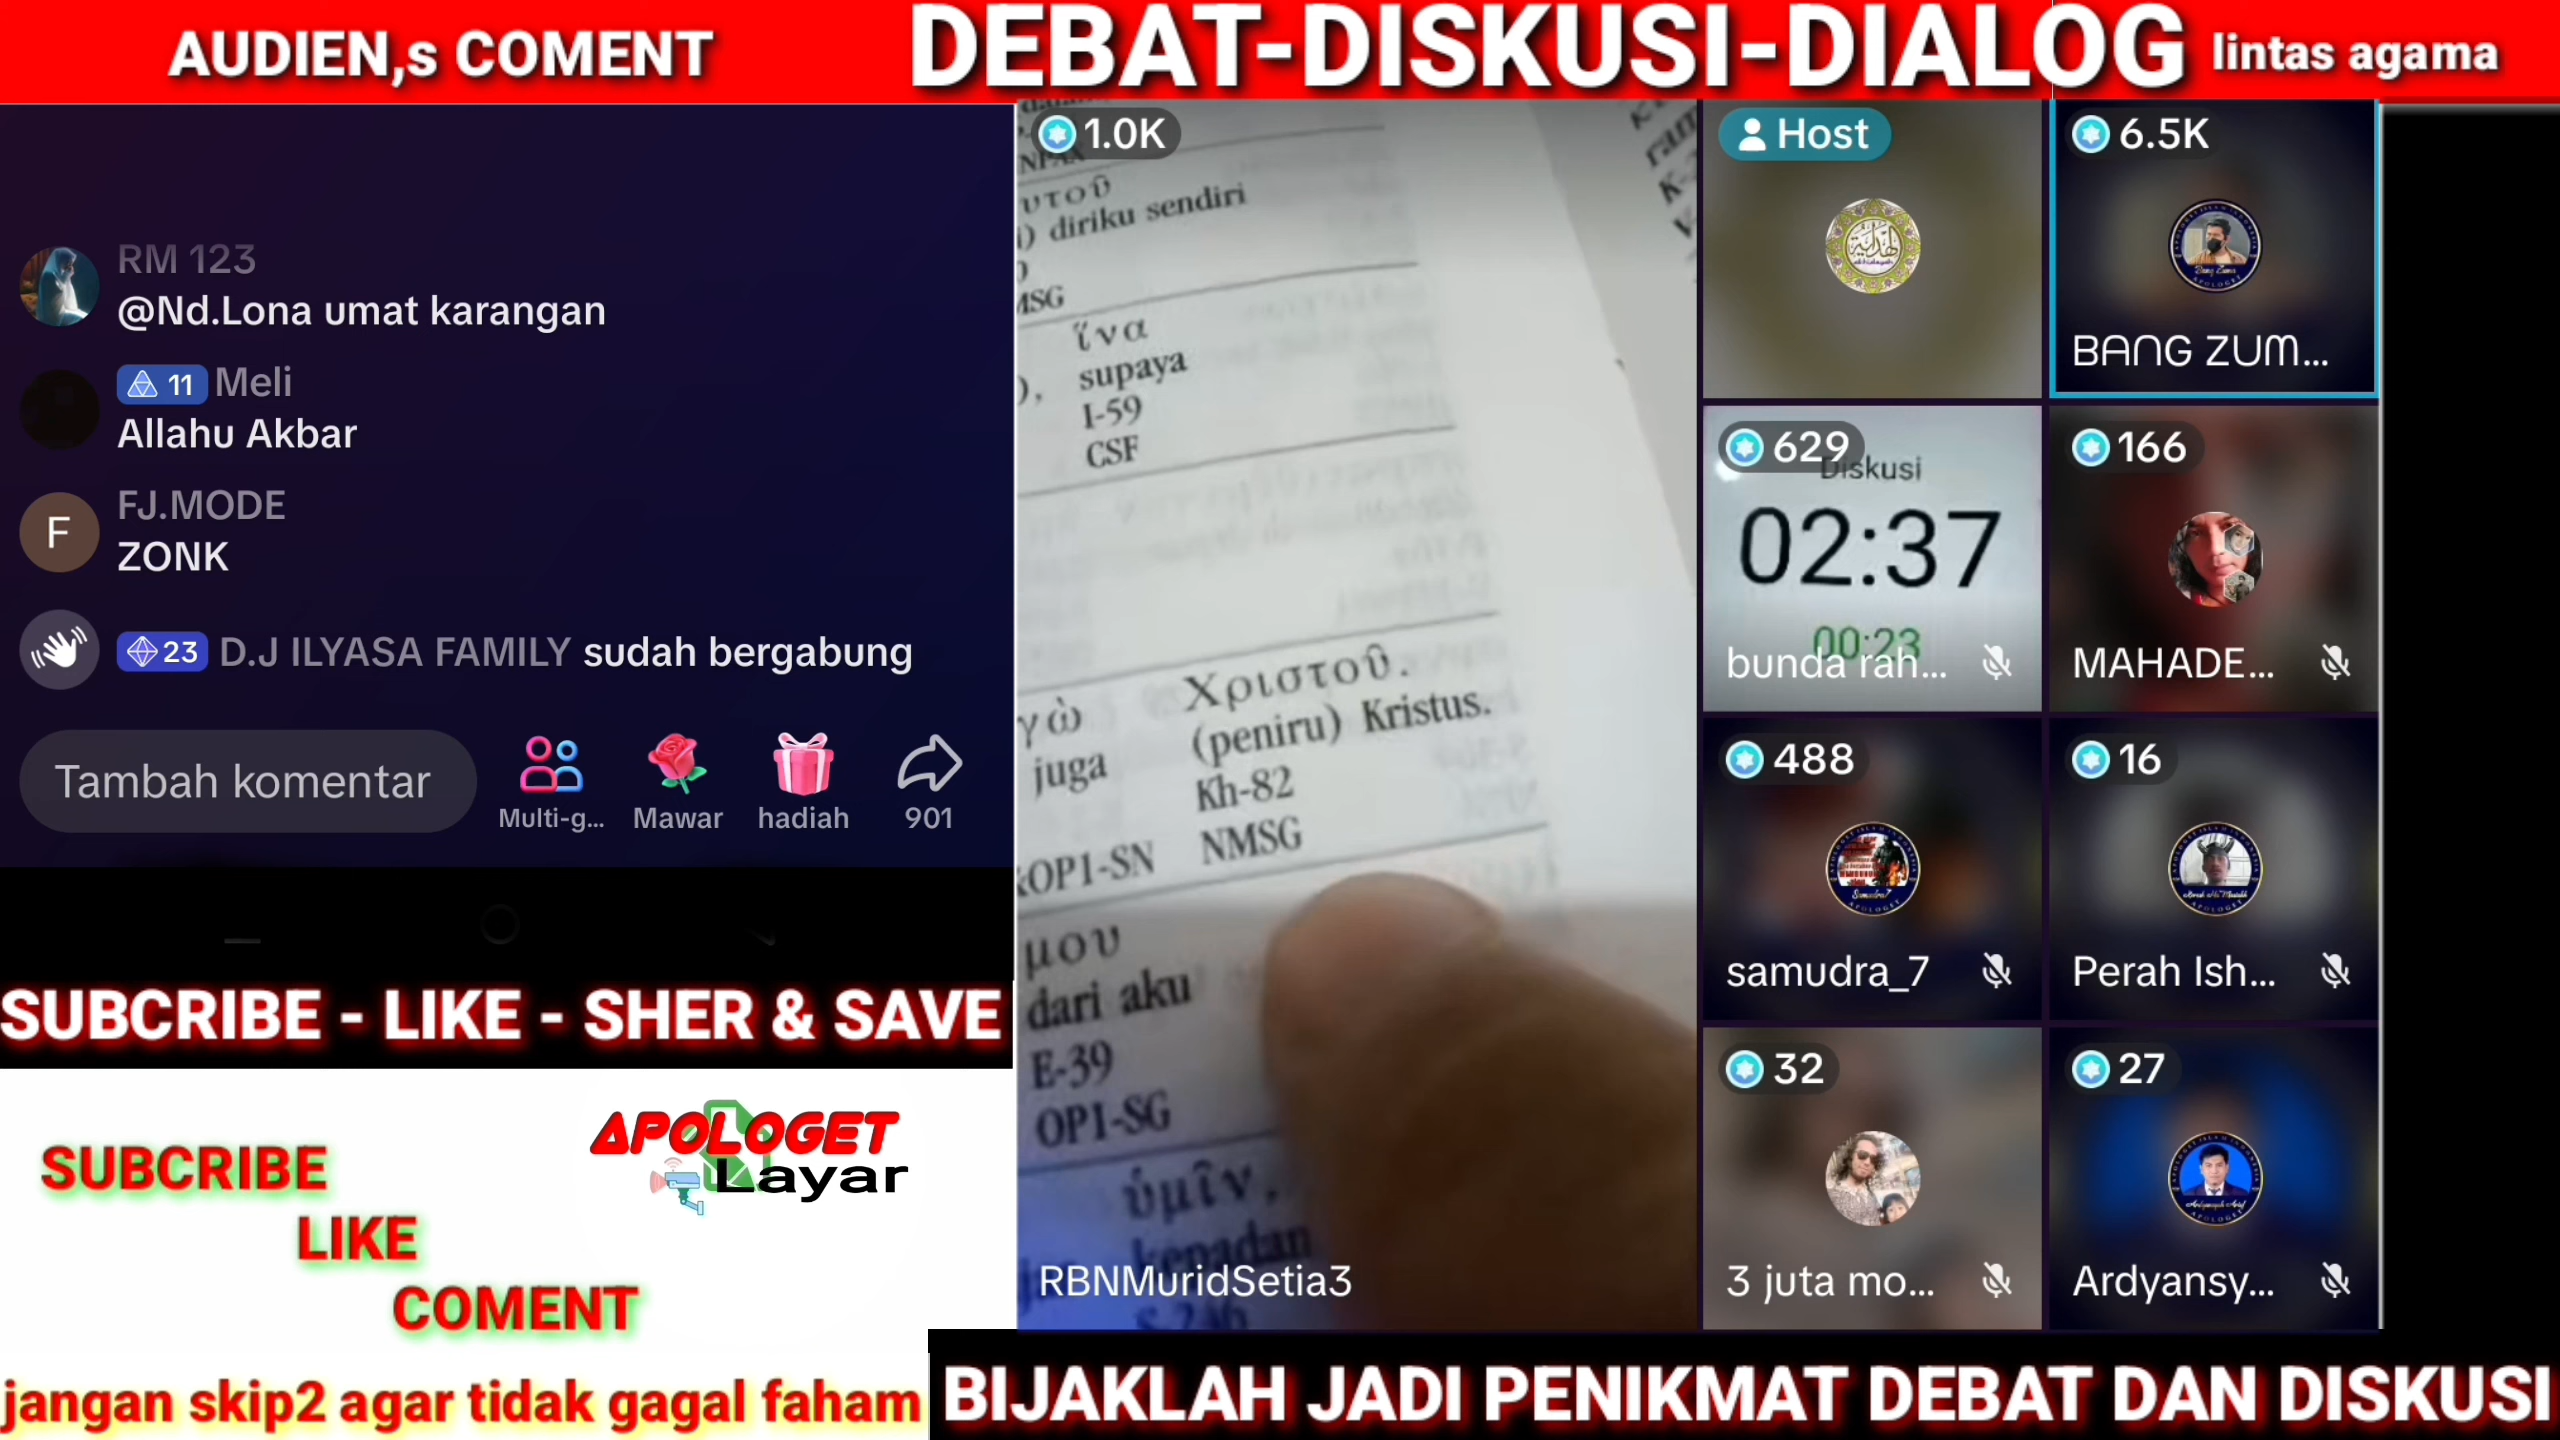 AUDIEN,s COMENT
DEBAT-DISKUSI-DIALOG lintas agama
RM 123
@Nd.Lona umat karangan
11 Meli
Allahu Akbar
F
FJ.MODE
ZONK
23 D.J ILYASA FAMILY sudah bergabung
Tambah komentar
Multi-g...
Mawar
hadiah
901
SUBCRIBE - LIKE - SHER & SAVE
SUBCRIBE
LIKE
COMENT
APOLOGET
Layar
jangan skip2 agar tidak gagal faham
1.0K
diriku sendiri
ἵνα
supaya
I-59
CSF
Χριστοῦ.
juga
(peniru) Kristus.
Kh-82
OP1-SN
NMSG
μου
dari aku
E-39
OP1-SG
ὑμῖν,
RBNMuridSetia3
Host
6.5K
BANG ZUM...
629
Diskusi
02:37
00:23
bunda rah...
166
MAHADE...
488
samudra_7
16
Perah Ish...
32
3 juta mo...
27
Ardyansy...
BIJAKLAH JADI PENIKMAT DEBAT DAN DISKUSI